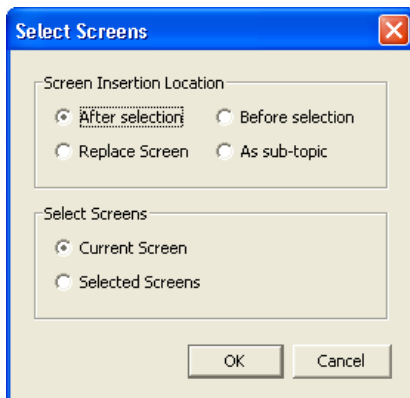 Select Screens
Screen Insertion Location
After selection Before selection
Replace Screen As sub-topic
Select Screens
Current Screen
Selected Screens
OK Cancel